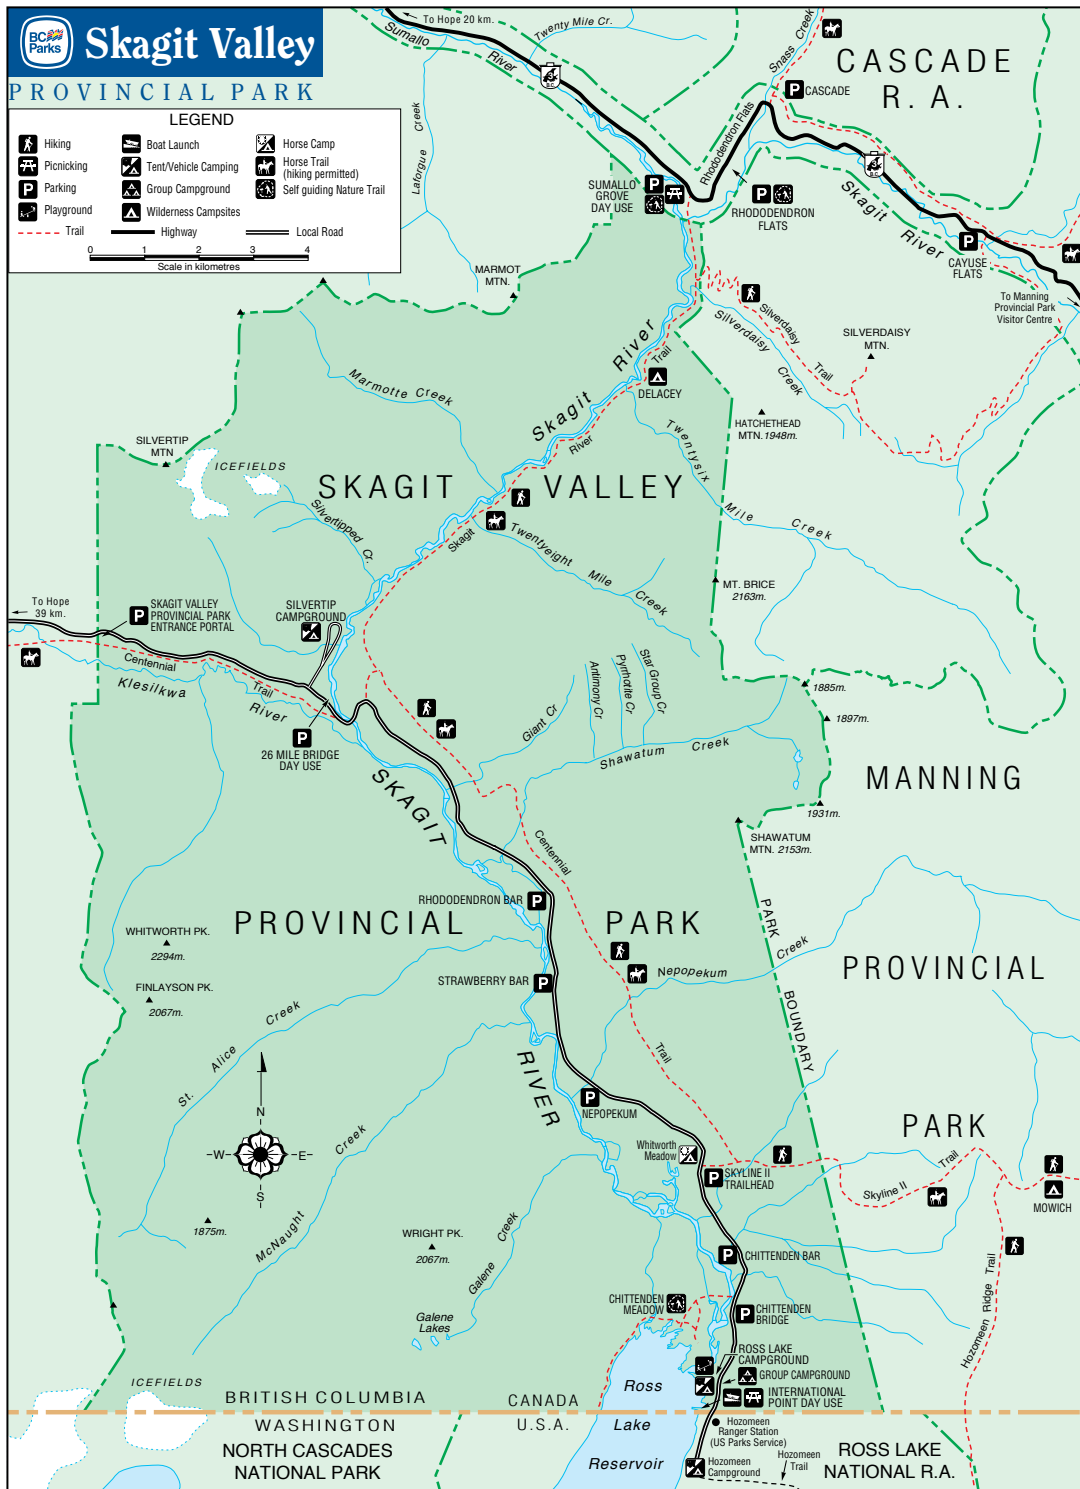 BC
Parks
Skagit Valley
PROVINCIAL PARK
LEGEND
Hiking
Picnicking
Parking
Playground
Boat Launch
Tent/Vehicle Camping
Group Campground
Wilderness Campsites
Horse Camp
Horse Trail
(hiking permitted)
Self guiding Nature Trail
Trail
Highway
Local Road
0 1 2 3 4
Scale in kilometres
To Hope 20 km.
Sumallo
River
Twenty Mile Cr.
Snass Creek
Laforgue Creek
CASCADE
R. A.
P CASCADE
Rhododendron Flats
SUMALLO
GROVE
DAY USE
P
P
RHODODENDRON
FLATS
Skagit
River
P
CAYUSE
FLATS
To Manning
Provincial Park
Visitor Centre
MARMOT
MTN.
Silverdaisy
Trail
Silverdaisy
Creek
SILVERDAISY
MTN.
Skagit River
Trail
DELACEY
Marmotte Creek
HATCHETHEAD
MTN. 1948m.
River
SILVERTIP
MTN
ICEFIELDS
Twentysix
Mile Creek
SKAGIT VALLEY
Silvertipped Cr.
Skagit
Twentyeight Mile
Creek
MT. BRICE
2163m.
To Hope
39 km.
P
SKAGIT VALLEY
PROVINCIAL PARK
ENTRANCE PORTAL
SILVERTIP
CAMPGROUND
Centennial
Trail
Klesilkwa
River
Antimony Cr
Pyrrhotite Cr
Star Group Cr
1885m.
1897m.
Giant Cr
Shawatum Creek
P
26 MILE BRIDGE
DAY USE
SKAGIT
MANNING
1931m.
SHAWATUM
MTN. 2153m.
Centennial
RHODODENDRON BAR P
PROVINCIAL PARK
PARK
BOUNDARY
WHITWORTH PK.
2294m.
Nepopekum
Creek
PROVINCIAL
STRAWBERRY BAR P
FINLAYSON PK.
2067m.
St. Alice Creek
RIVER
Trail
P
NEPOPEKUM
PARK
N
W E
S
Whitworth
Meadow
P
SKYLINE II
TRAILHEAD
Skyline II
Trail
MOWICH
McNaught Creek
1875m.
WRIGHT PK.
2067m.
Galene Creek
P CHITTENDEN BAR
Hozomeen Ridge Trail
CHITTENDEN
MEADOW
P
CHITTENDEN
BRIDGE
Galene
Lakes
ROSS LAKE
CAMPGROUND
GROUP CAMPGROUND
INTERNATIONAL
POINT DAY USE
ICEFIELDS
BRITISH COLUMBIA
WASHINGTON
CANADA
U.S.A.
Ross
Lake
Reservoir
Hozomeen
Ranger Station
(US Parks Service)
Hozomeen
Campground
Hozomeen
Trail
NORTH CASCADES
NATIONAL PARK
ROSS LAKE
NATIONAL R.A.